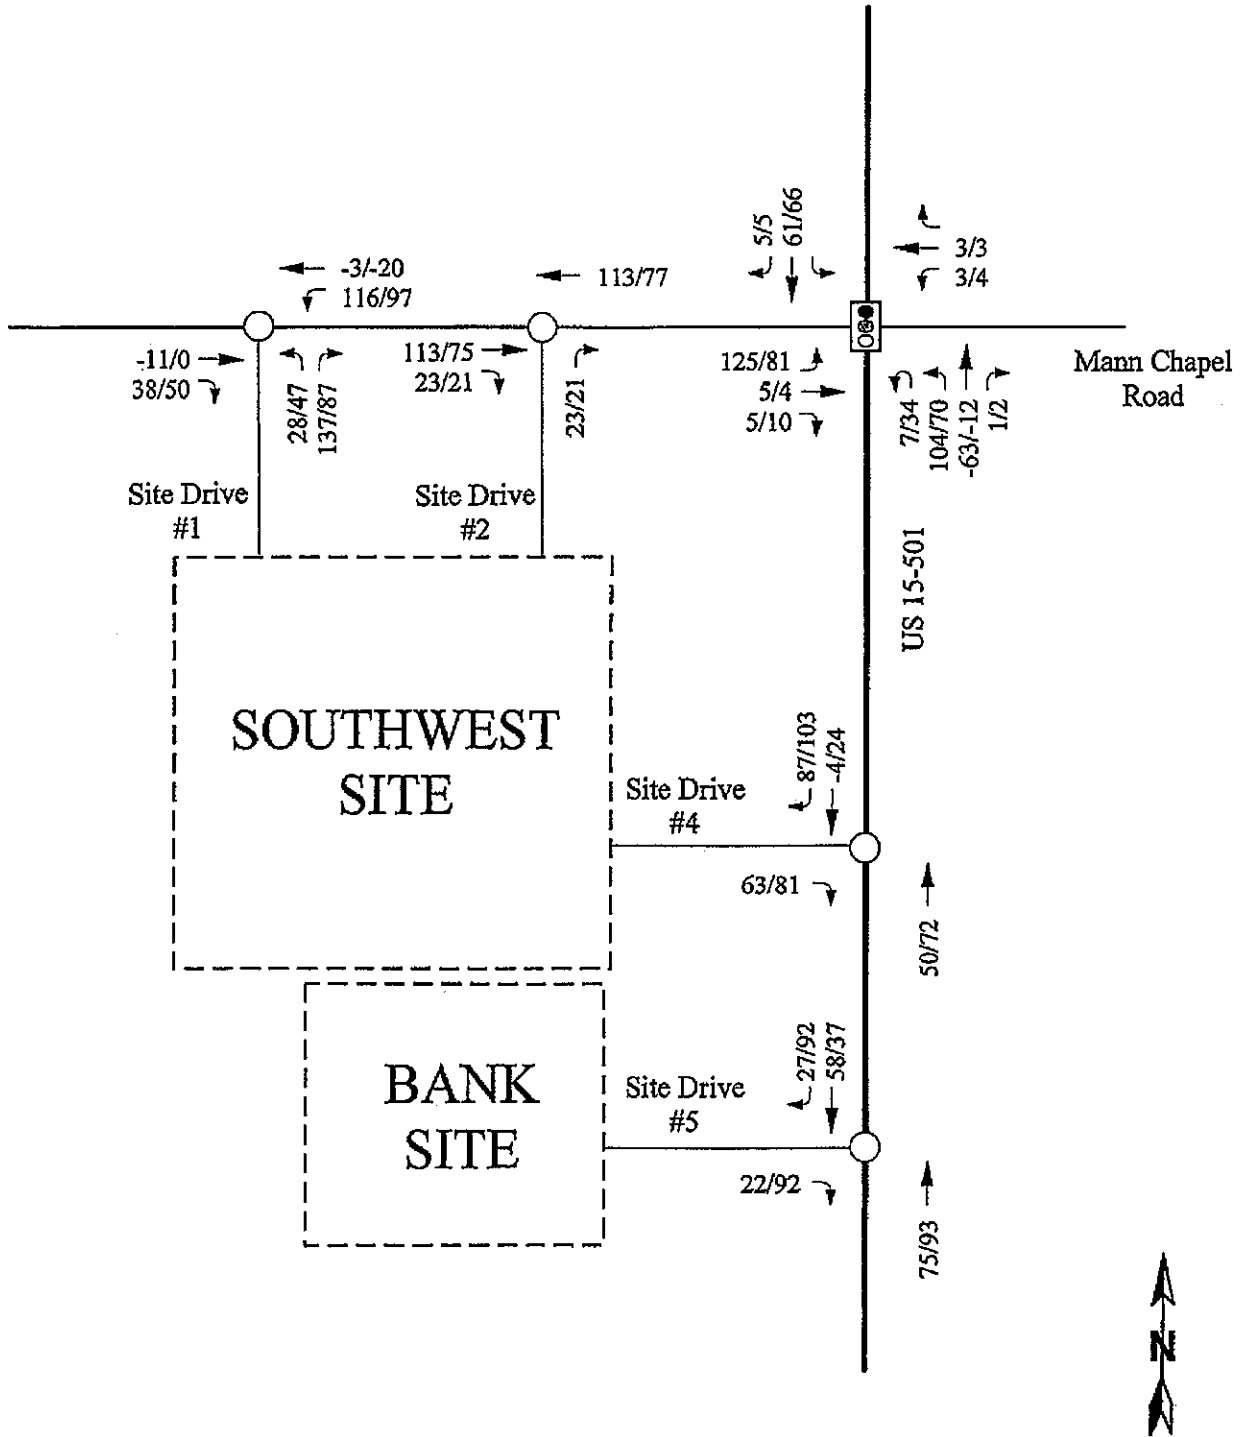 5/5
61/66
3/3
3/4
-3/-20
116/97
113/77
-11/0
38/50
28/47
137/87
113/75
23/21
23/21
125/81
5/4
5/10
7/34
104/70
-63/-12
1/2
Mann Chapel
Road
Site Drive
#1
Site Drive
#2
US 15-501
SOUTHWEST
SITE
87/103
-4/24
Site Drive
#4
63/81
50/72
27/92
58/37
BANK
SITE
Site Drive
#5
22/92
75/93
N